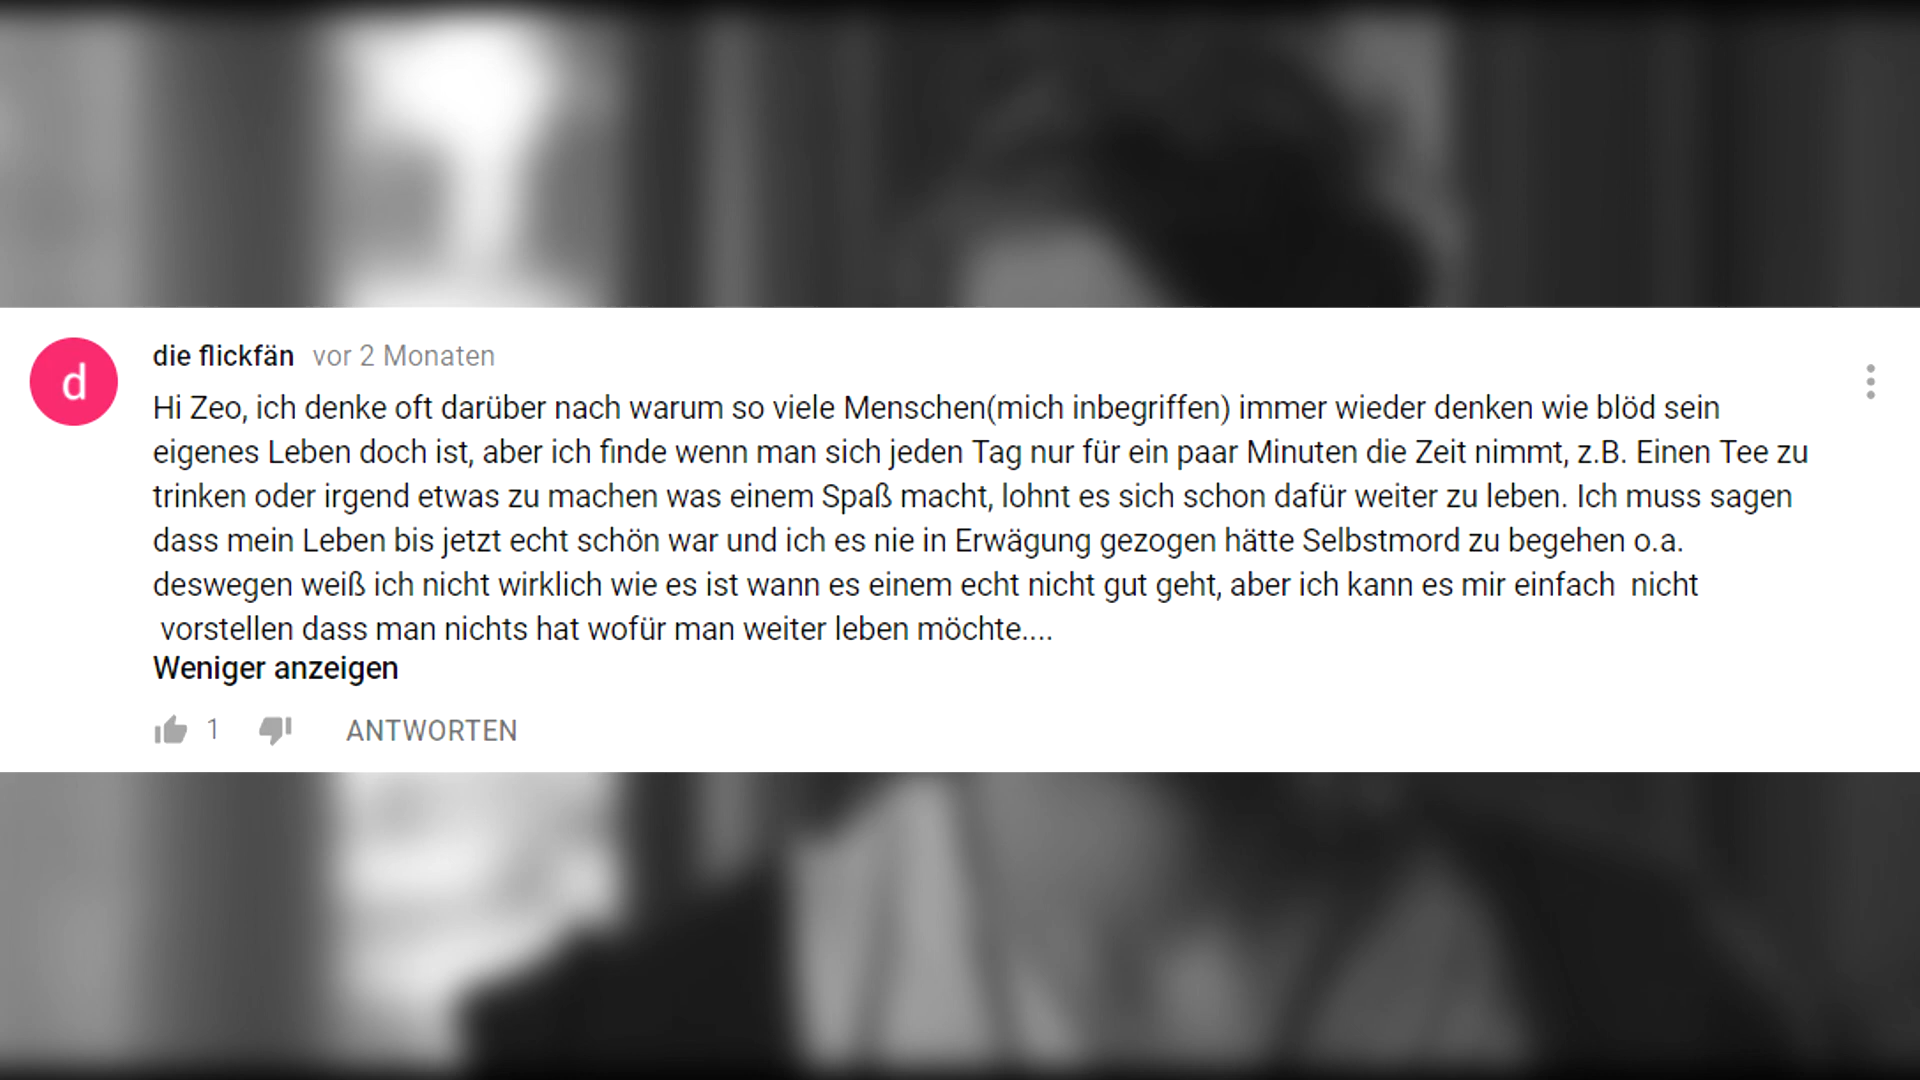 d
die flickfän vor 2 Monaten
Hi Zeo, ich denke oft darüber nach warum so viele Menschen(mich inbegriffen) immer wieder denken wie blöd sein
eigenes Leben doch ist, aber ich finde wenn man sich jeden Tag nur für ein paar Minuten die Zeit nimmt, z.B. Einen Tee zu
trinken oder irgend etwas zu machen was einem Spaß macht, lohnt es sich schon dafür weiter zu leben. Ich muss sagen
dass mein Leben bis jetzt echt schön war und ich es nie in Erwägung gezogen hätte Selbstmord zu begehen o.a.
deswegen weiß ich nicht wirklich wie es ist wann es einem echt nicht gut geht, aber ich kann es mir einfach nicht
vorstellen dass man nichts hat wofür man weiter leben möchte....
Weniger anzeigen
1 ANTWORTEN